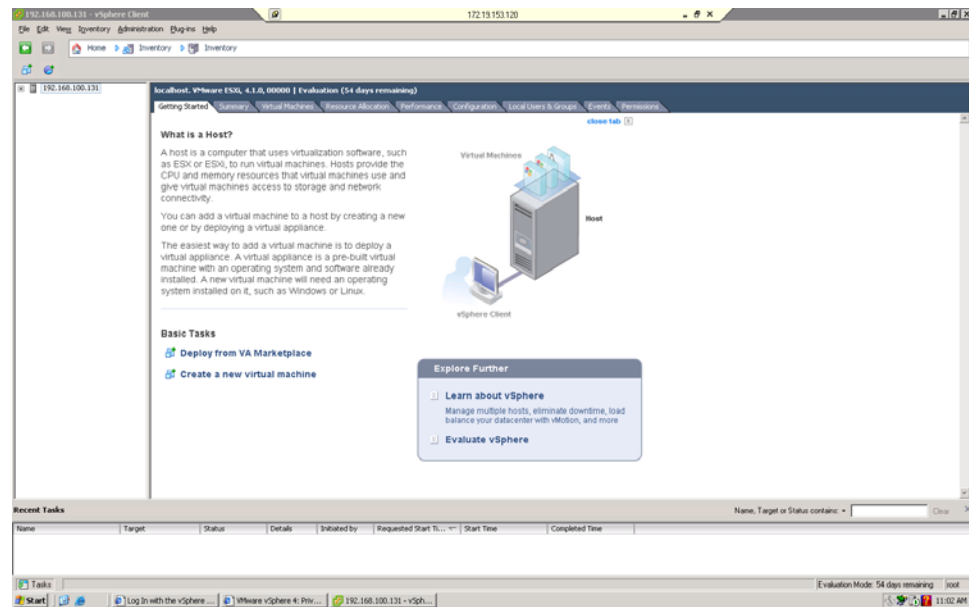 192.168.100.131 - vSphere Client
172.19.153.120
File Edit View Inventory Administration Plug-ins Help
Home Inventory Inventory
192.168.100.131
localhost. VMware ESXi, 4.1.0, 00000 | Evaluation (54 days remaining)
Getting Started Summary Virtual Machines Resource Allocation Performance Configuration Local Users & Groups Events Permissions
close tab
What is a Host?
A host is a computer that uses virtualization software, such
as ESX or ESXi, to run virtual machines. Hosts provide the
CPU and memory resources that virtual machines use and
give virtual machines access to storage and network
connectivity.
You can add a virtual machine to a host by creating a new
one or by deploying a virtual appliance.
The easiest way to add a virtual machine is to deploy a
virtual appliance. A virtual appliance is a pre-built virtual
machine with an operating system and software already
installed. A new virtual machine will need an operating
system installed on it, such as Windows or Linux.
Virtual Machines
Host
vSphere Client
Basic Tasks
Deploy from VA Marketplace
Create a new virtual machine
Explore Further
Learn about vSphere
Manage multiple hosts, eliminate downtime, load
balance your datacenter with vMotion, and more
Evaluate vSphere
Recent Tasks
Name, Target or Status contains:
Clear
Name Target Status Details Initiated by Requested Start Ti... Start Time Completed Time
Tasks
Evaluation Mode: 54 days remaining root
Start
Log In with the vSphere ...
VMware vSphere 4: Priv...
192.168.100.131 - vSph...
11:02 AM